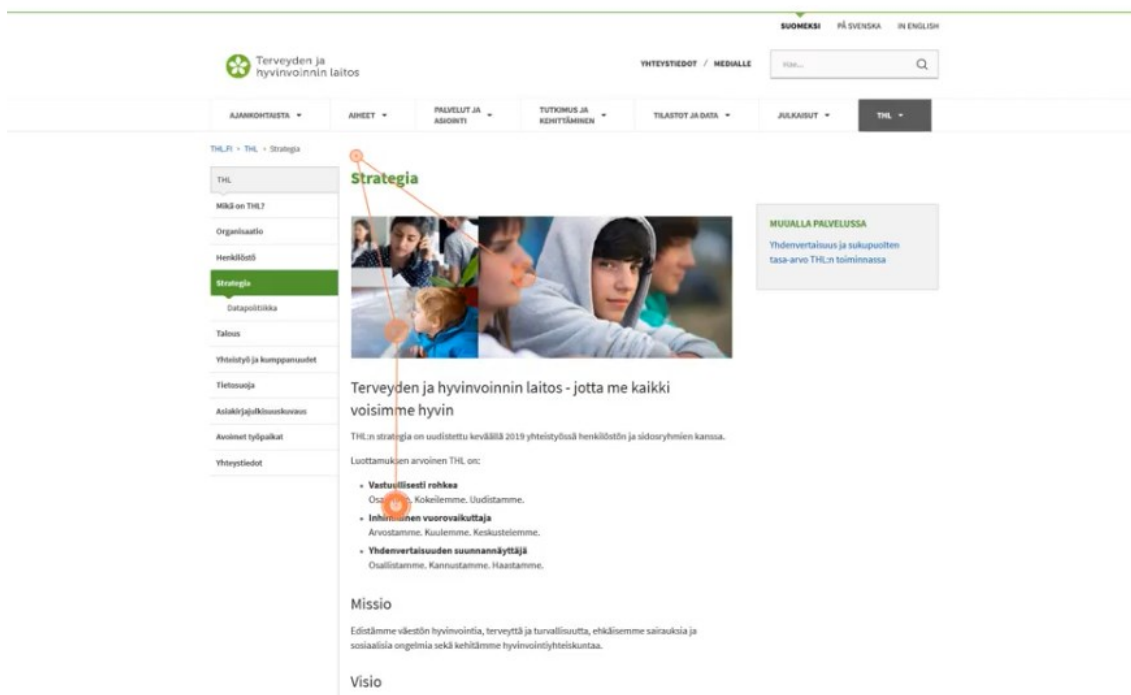 SUOMEKSI PÅ SVENSKA IN ENGLISH
Terveyden ja
hyvinvoinnin laitos
YHTEYSTIEDOT / MEDIALLE
Hae...
AJANKOHTAISTA
AIHEET
PALVELUT JA
ASIOINTI
TUTKIMUS JA
KEHITTÄMINEN
TILASTOT JA DATA
JULKAISUT
THL
THL.FI › THL › Strategia
THL
Mikä on THL?
Organisaatio
Henkilöstö
Strategia
Datapolitiikka
Talous
Yhteistyö ja kumppanuudet
Tietosuoja
Asiakirjajulkisuuskuvaus
Avoimet työpaikat
Yhteystiedot
Strategia
Terveyden ja hyvinvoinnin laitos - jotta me kaikki
voisimme hyvin
THL:n strategia on uudistettu keväällä 2019 yhteistyössä henkilöstön ja sidosryhmien kanssa.
Luottamuksen arvoinen THL on:
• Vastuullisesti rohkea
Kokeilemme. Uudistamme.
• vuorovaikuttaja
Arvostamme. Kuulemme. Keskustelemme.
• Yhdenvertaisuuden suunnannäyttäjä
Osallistamme. Kannustamme. Haastamme.
Missio
Edistämme väestön hyvinvointia, terveyttä ja turvallisuutta, ehkäisemme sairauksia ja
sosiaalisia ongelmia sekä kehitämme hyvinvointiyhteiskuntaa.
Visio
MUUALLA PALVELUSSA
Yhdenvertaisuus ja sukupuolten
tasa-arvo THL:n toiminnassa